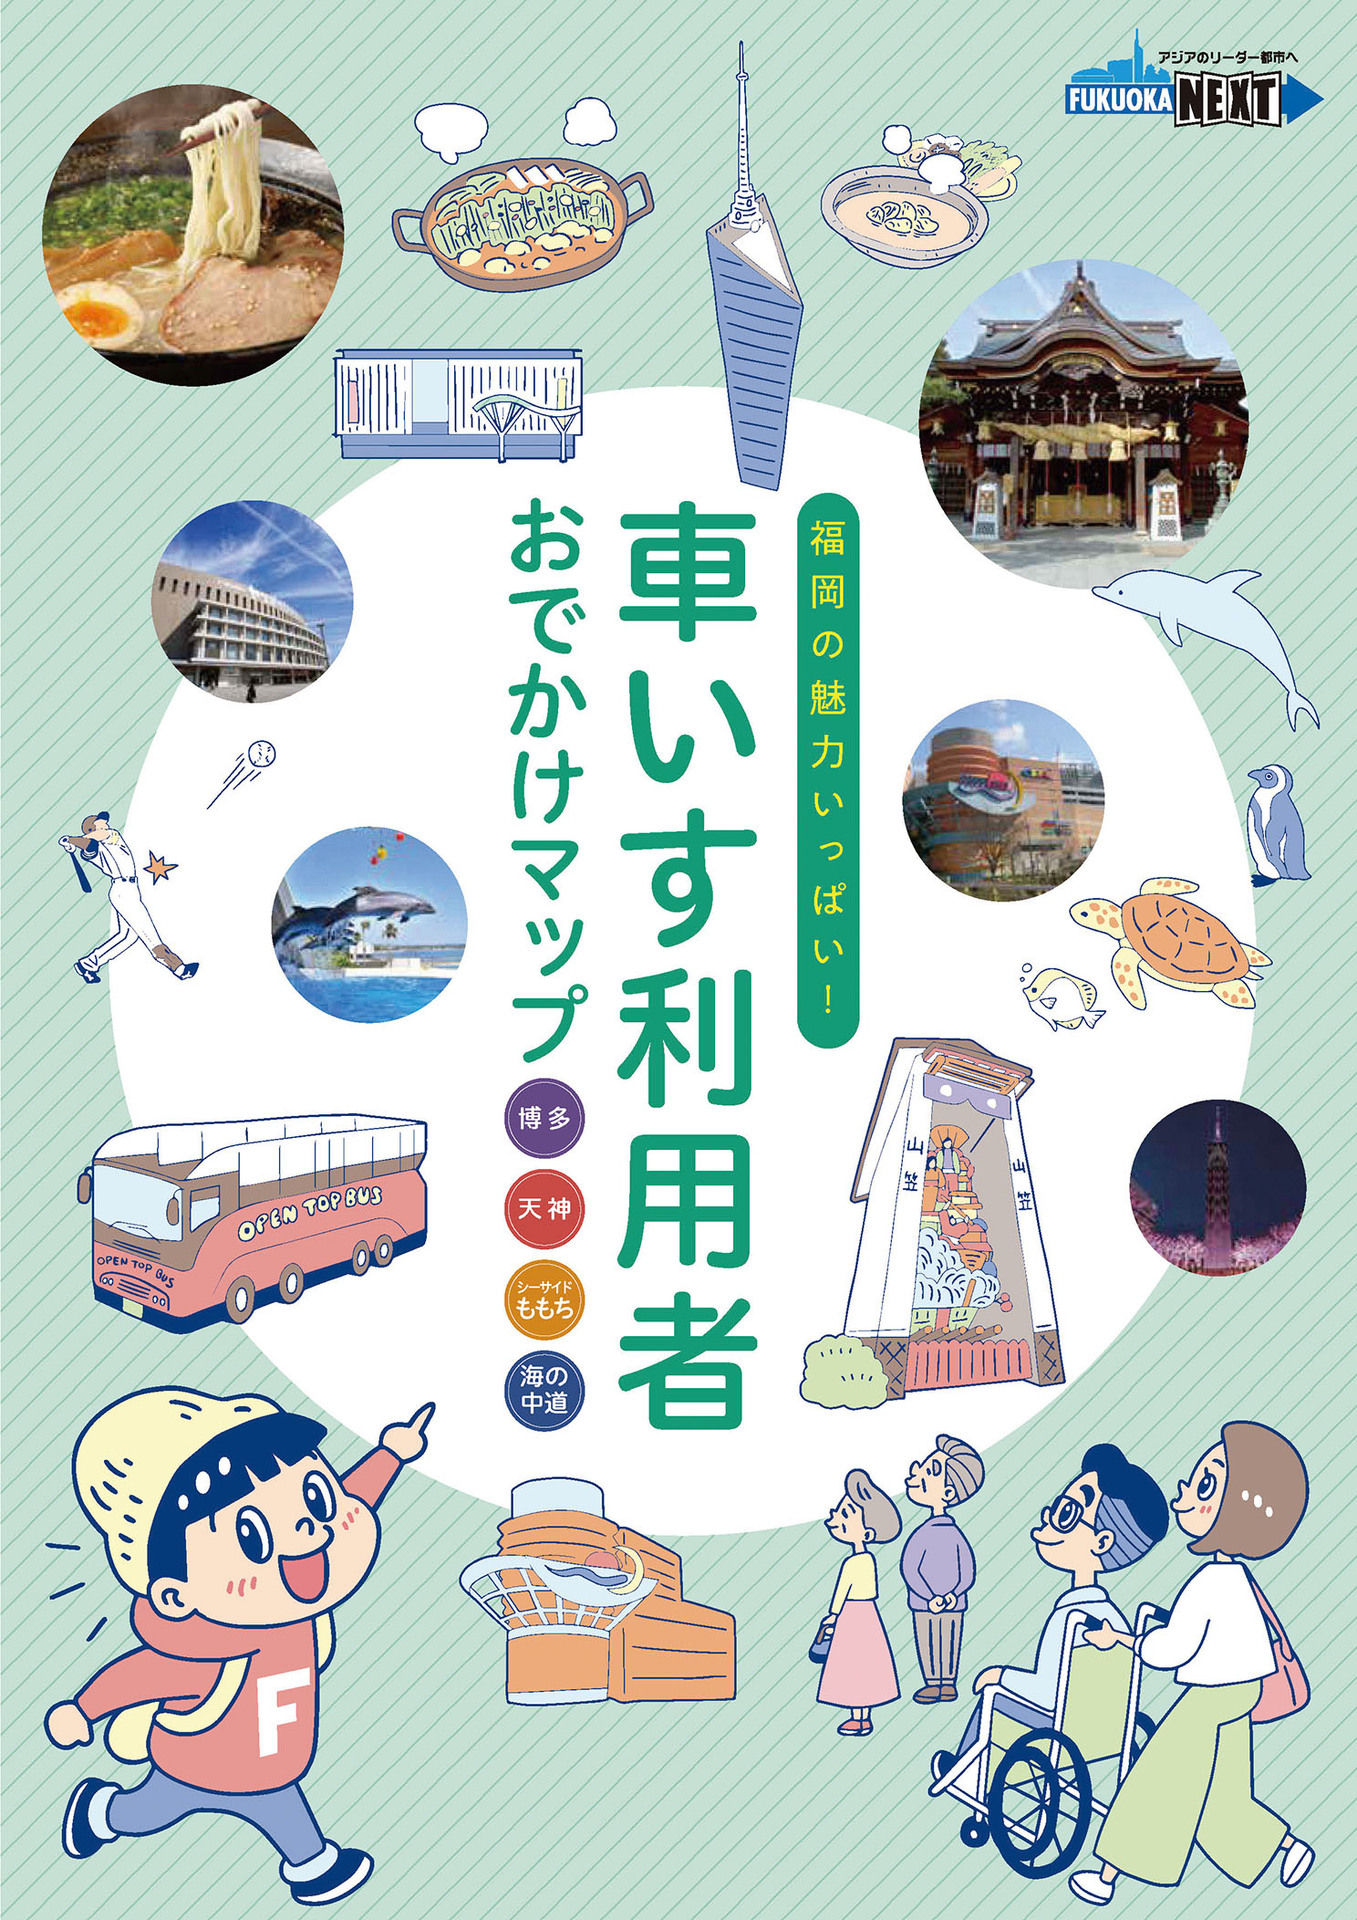 アジアのリーダー都市へ
FUKUOKA NEXT
福岡の魅力いっぱい!
車いす利用者
おでかけマップ
博多
天神
シーサイド
ももち
海の
中道
OPEN TOP BUS
OPEN TOP BUS
山笠
山笠
F